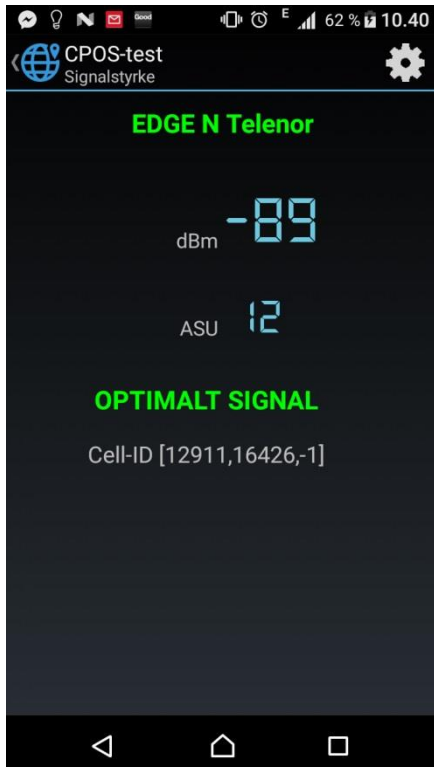 Good E 62 % 10.40
CPOS-test
Signalstyrke
EDGE N Telenor
dBm -89
ASU 12
OPTIMALT SIGNAL
Cell-ID [12911,16426,-1]